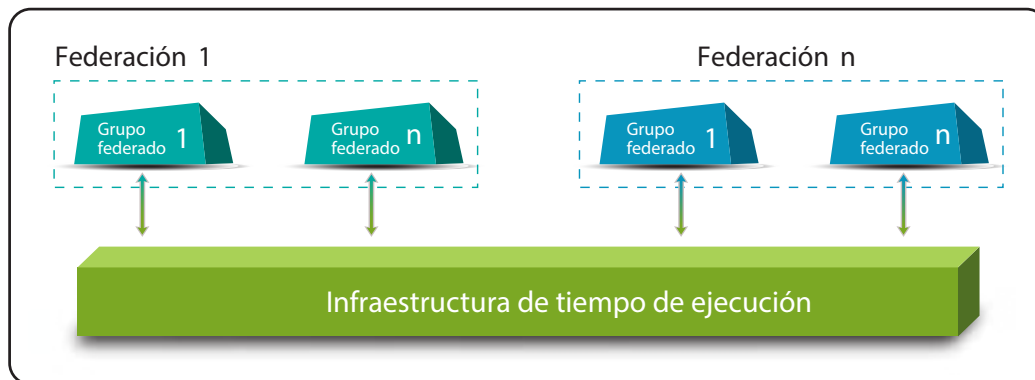 Federación 1
Federación n
Grupo
federado 1
Grupo
federado n
Grupo
federado 1
Grupo
federado n
Infraestructura de tiempo de ejecución